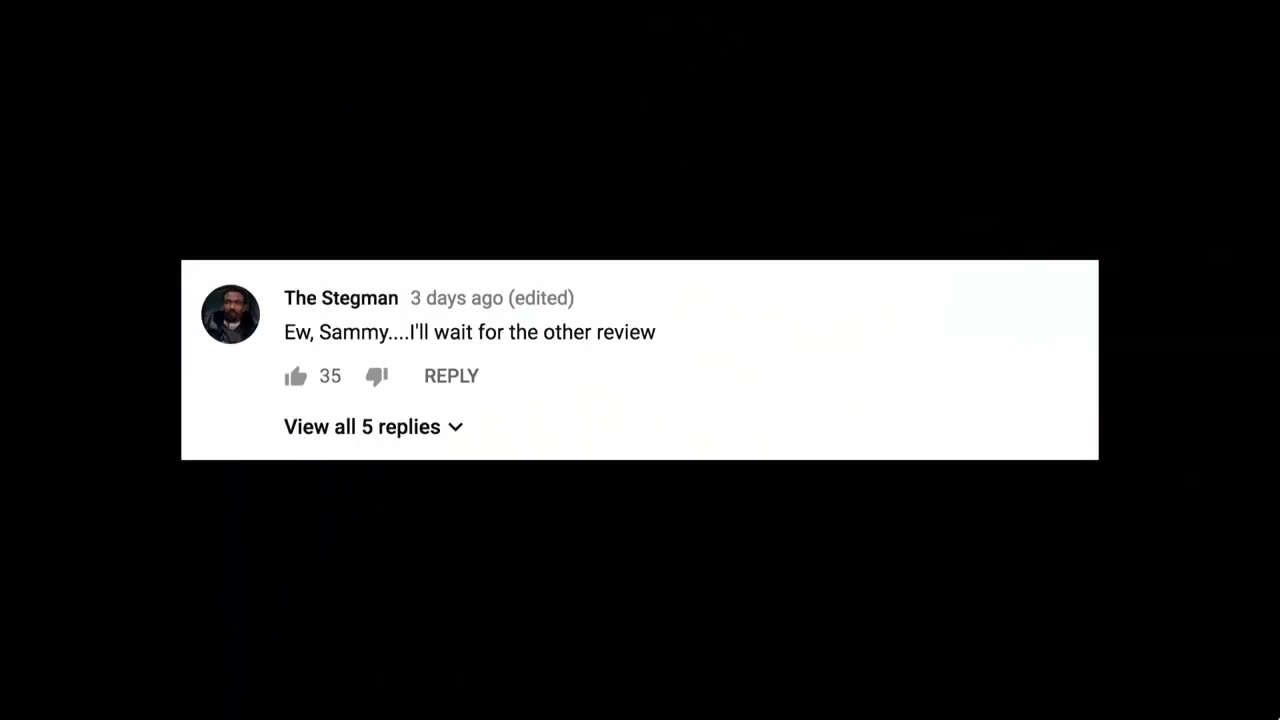 The Stegman 3 days ago (edited)
Ew, Sammy....I'll wait for the other review
35 REPLY
View all 5 replies